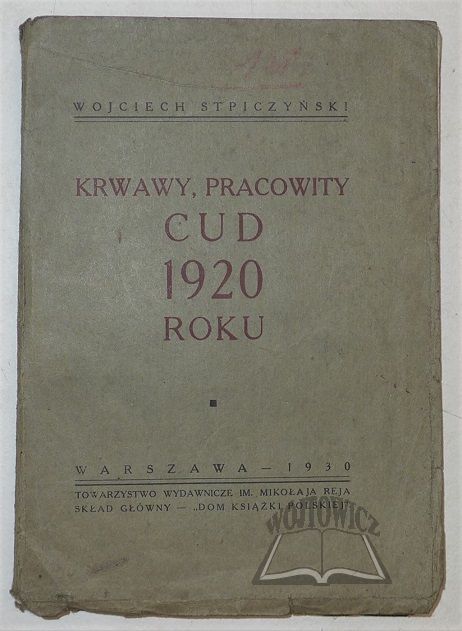 WOJCIECH STPICZYŃSKI
KRWAWY, PRACOWITY
CUD
1920
ROKU
WARSZAWA — 1930
TOWARZYSTWO WYDAWNICZE IM. MIKOŁAJA REJA
SKŁAD GŁÓWNY — „DOM KSIĄŻKI POLSKIEJ"
WÓJTOWICZ